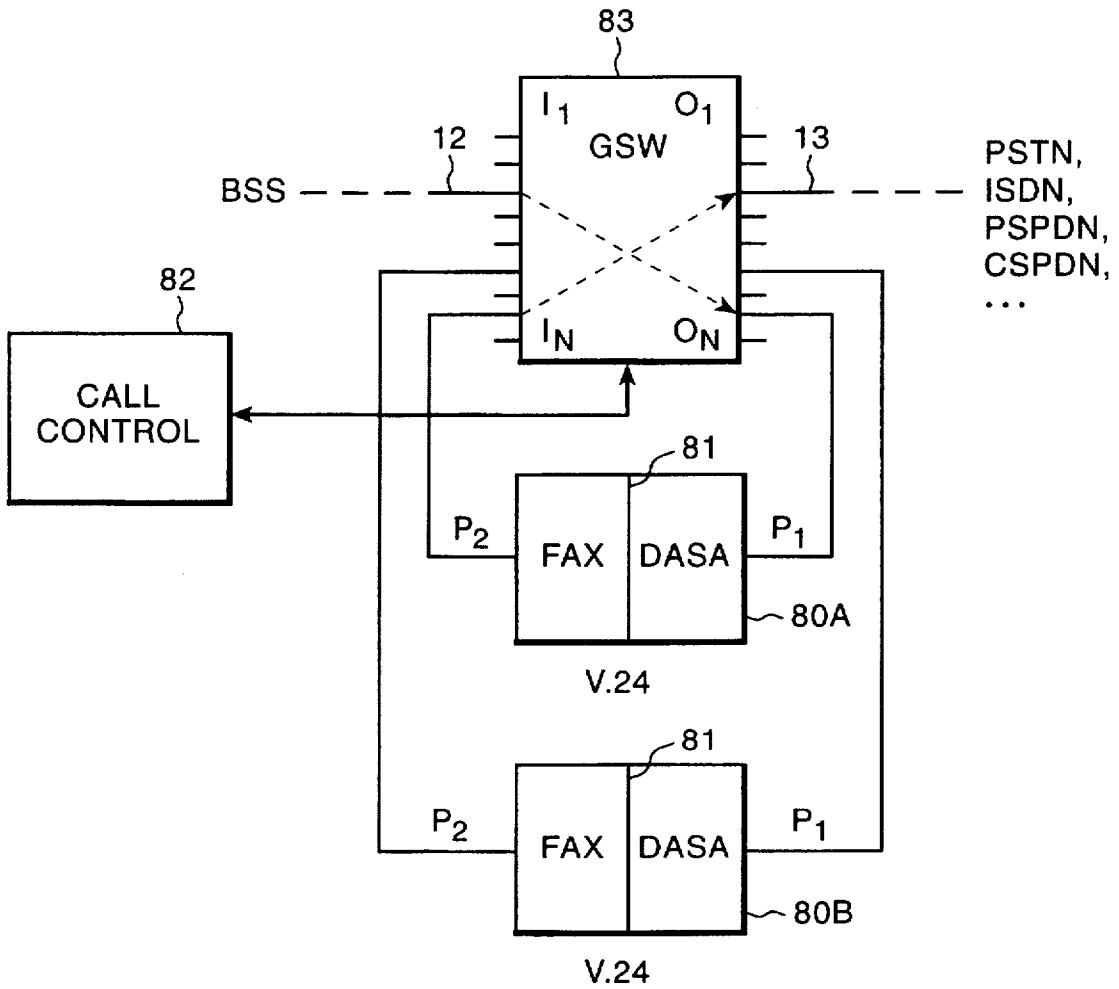 83
I1 O1
GSW
12
13
BSS
PSTN,
ISDN,
PSPDN,
CSPDN,
...
82
IN ON
CALL
CONTROL
81
P2
FAX
DASA
P1
80A
V.24
81
P2
FAX
DASA
P1
80B
V.24